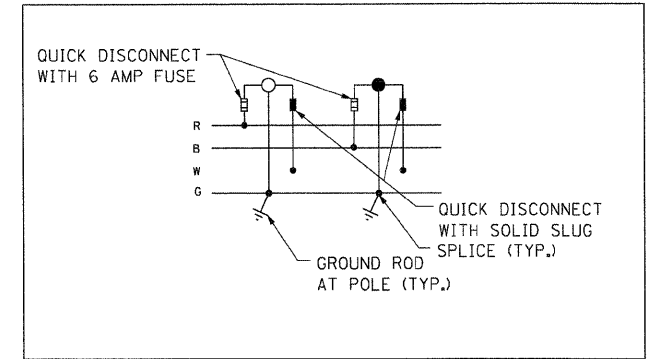 QUICK DISCONNECT
WITH 6 AMP FUSE
R
B
W
G
QUICK DISCONNECT
WITH SOLID SLUG
SPLICE (TYP.)
GROUND ROD
AT POLE (TYP.)